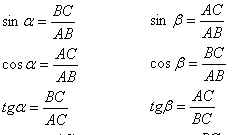 sin α = BC/AB sin β = AC/AB
cos α = AC/AB cos β = BC/AB
tgα = BC/AC tgβ = AC/BC